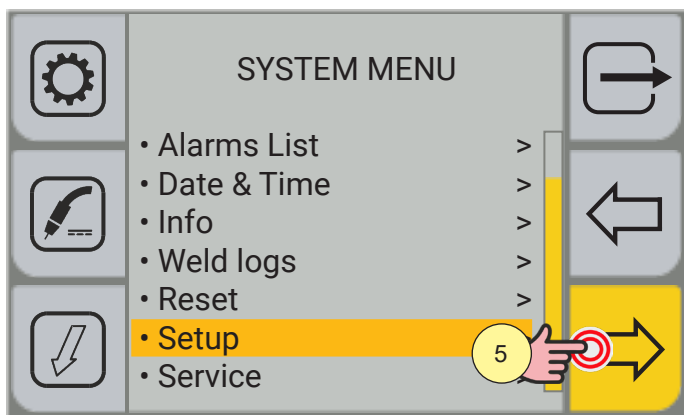 SYSTEM MENU
• Alarms List >
• Date & Time >
• Info >
• Weld logs >
• Reset >
• Setup
5
• Service